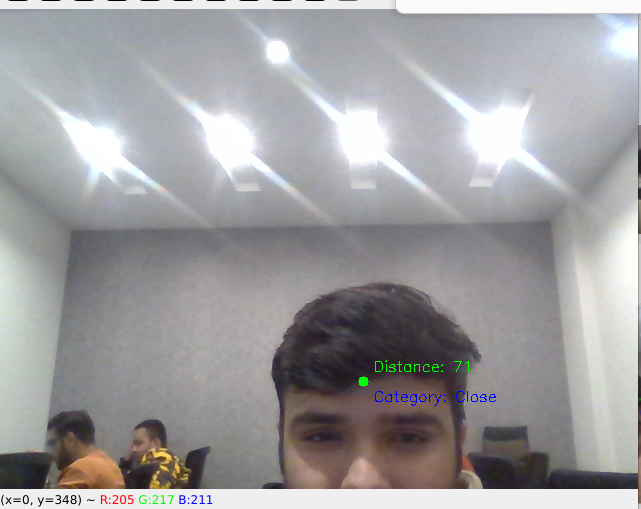 Distance: 71
Category: Close
(x=0, y=348) ~ R:205 G:217 B:211